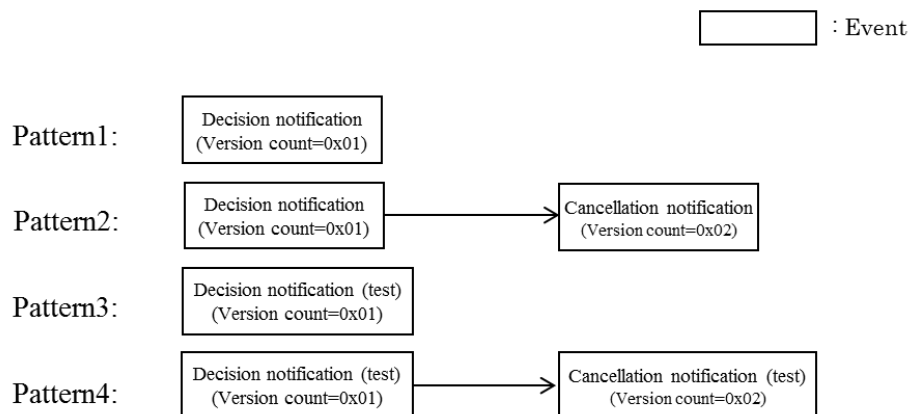 : Event
Pattern1:
Decision notification
(Version count=0x01)
Pattern2:
Decision notification
(Version count=0x01)
Cancellation notification
(Version count=0x02)
Pattern3:
Decision notification (test)
(Version count=0x01)
Pattern4:
Decision notification (test)
(Version count=0x01)
Cancellation notification (test)
(Version count=0x02)